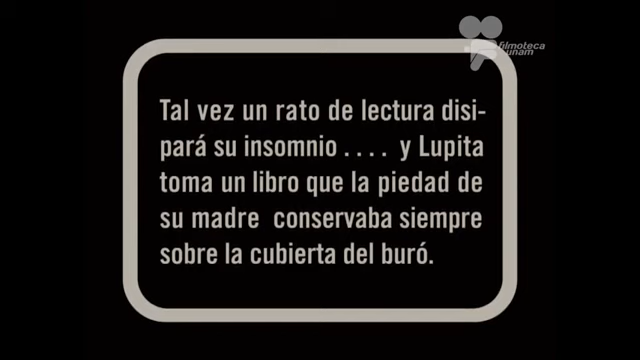 filmoteca
unam
Tal vez un rato de lectura disi-
pará su insomnio .... y Lupita
toma un libro que la piedad de
su madre conservaba siempre
sobre la cubierta del buró.